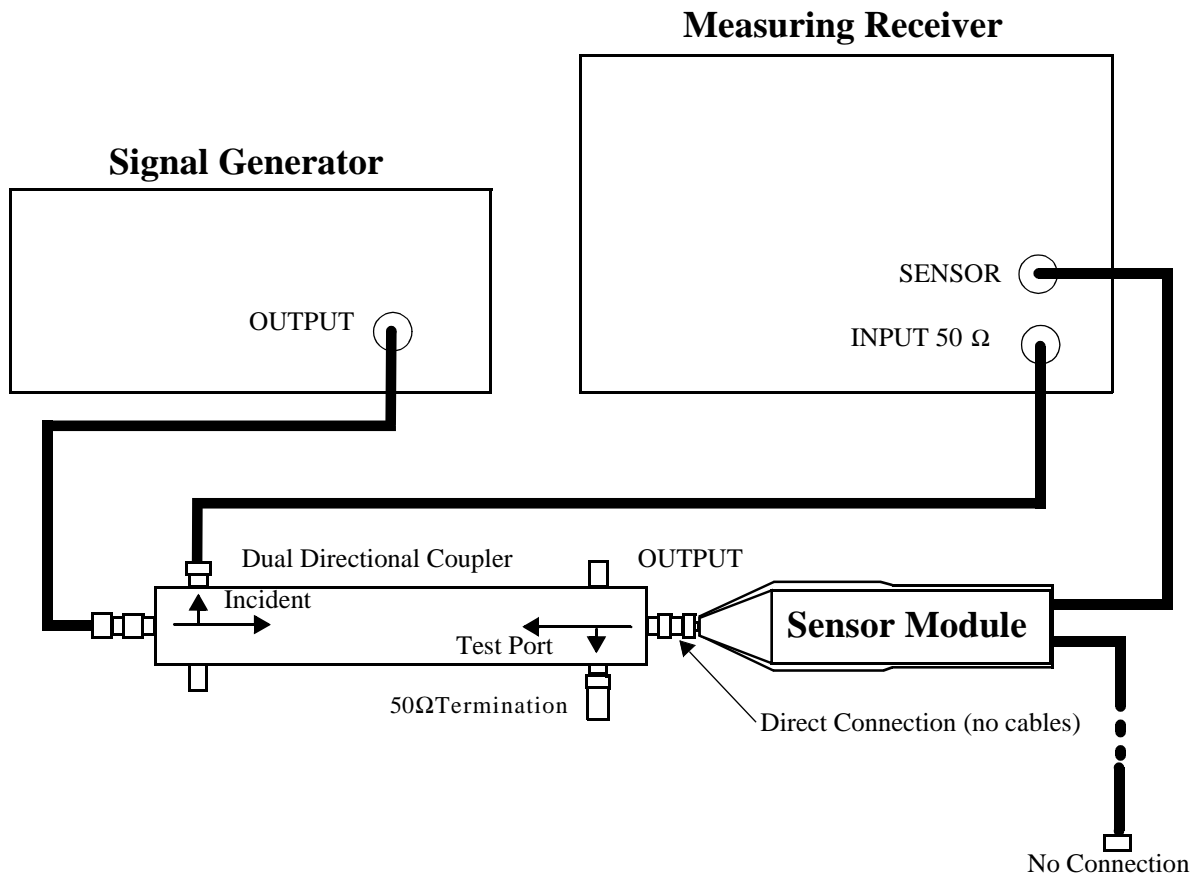 Measuring Receiver
Signal Generator
SENSOR
OUTPUT
INPUT 50 Ω
Dual Directional Coupler
OUTPUT
Incident
Sensor Module
Test Port
50ΩTermination
Direct Connection (no cables)
No Connection